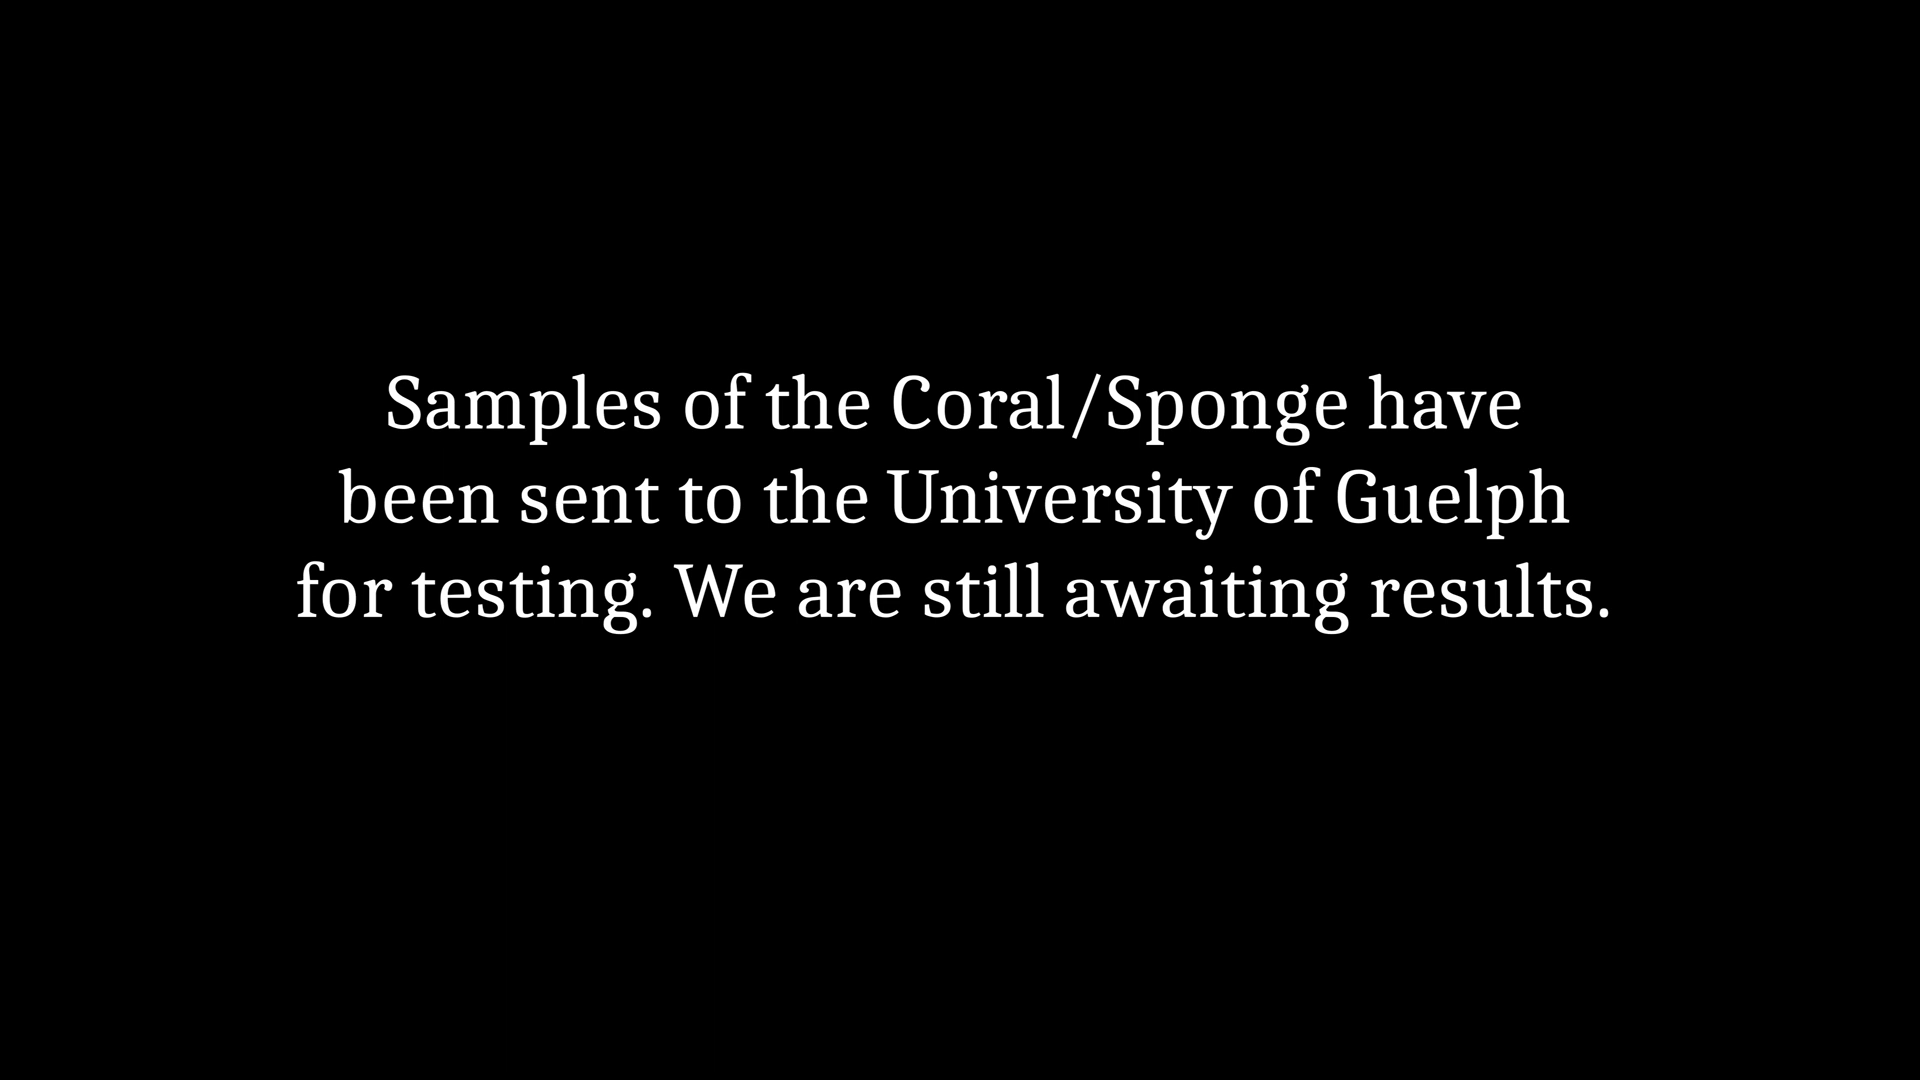 Samples of the Coral/Sponge have
been sent to the University of Guelph
for testing. We are still awaiting results.